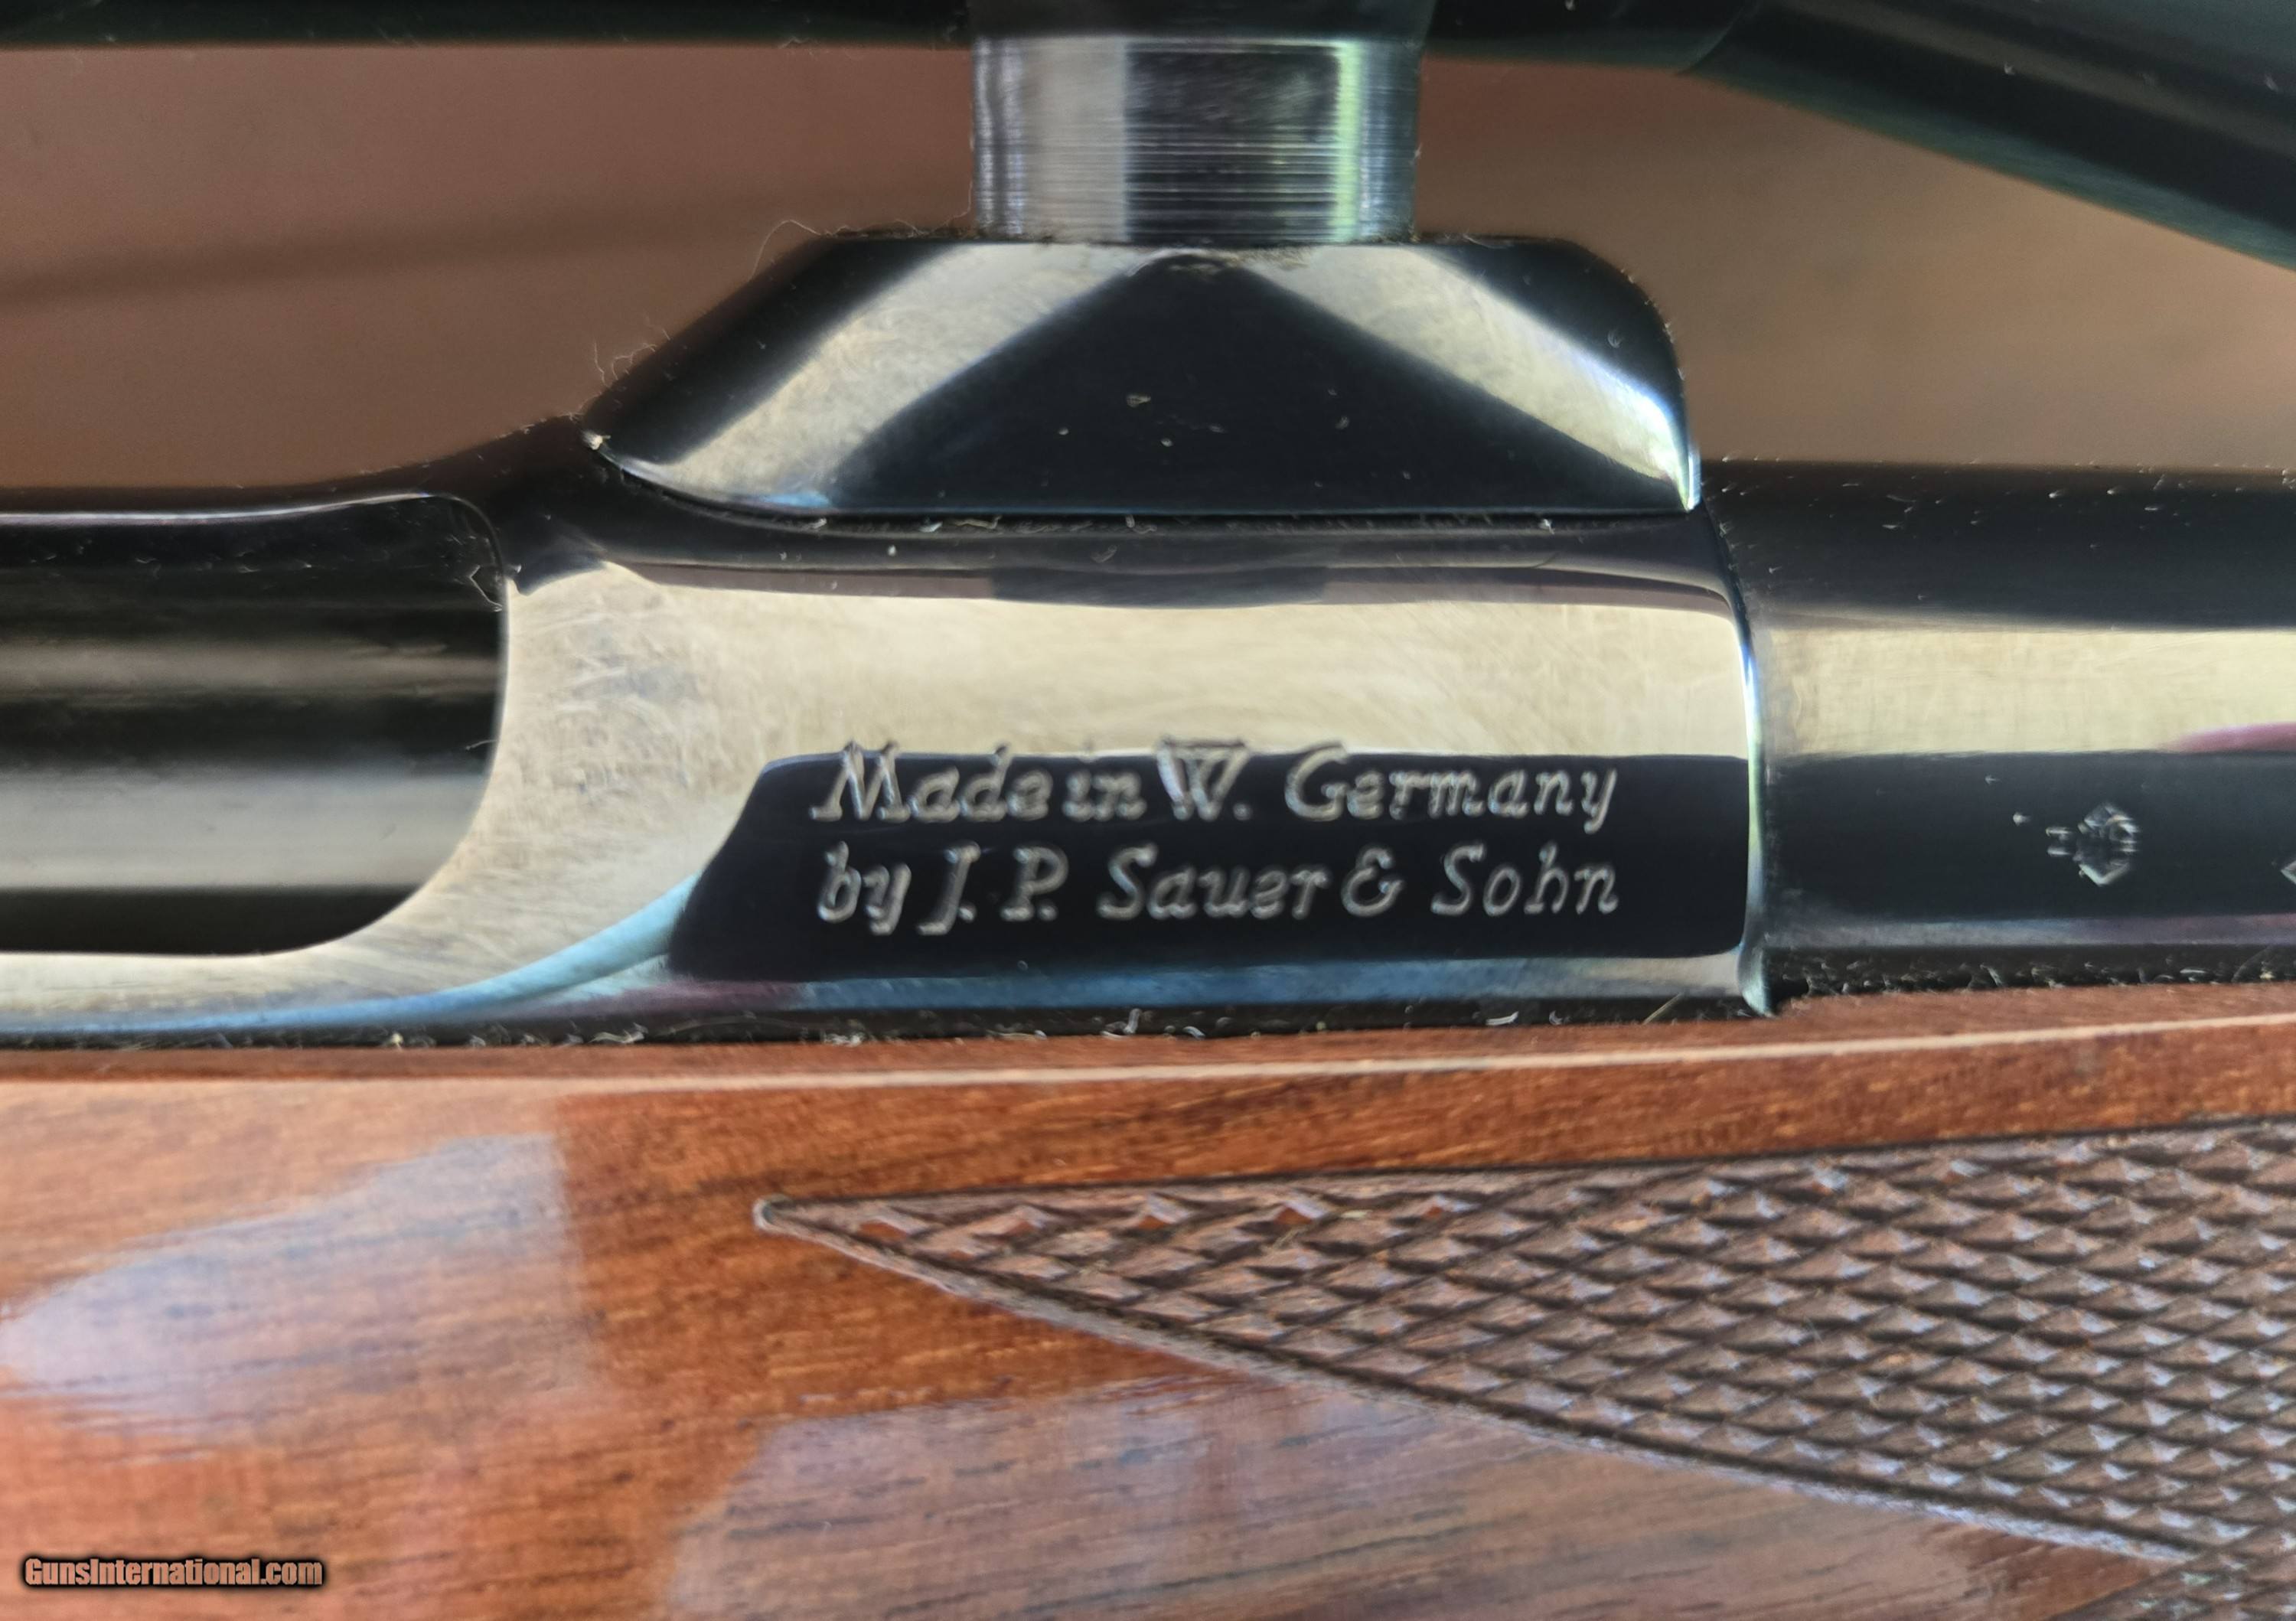 Made in W. Germany
by J. P. Sauer & Sohn
GunsInternational.com